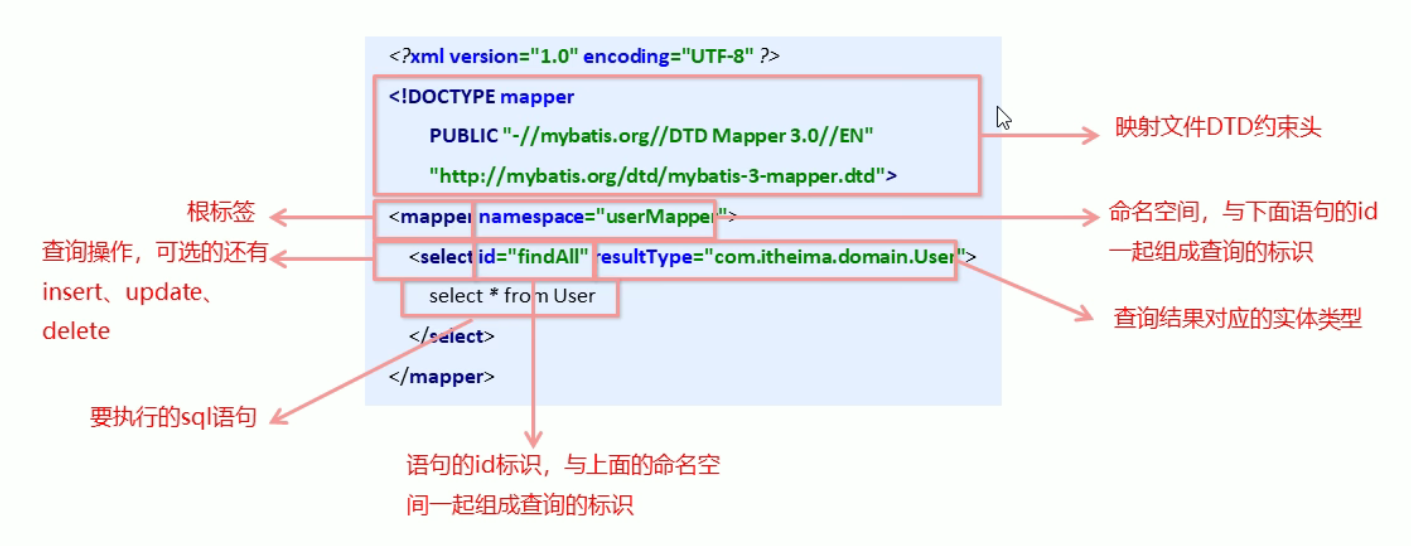 <?xml version="1.0" encoding="UTF-8" ?>
<!DOCTYPE mapper
PUBLIC "-//mybatis.org//DTD Mapper 3.0//EN"
"http://mybatis.org/dtd/mybatis-3-mapper.dtd">
<mapper namespace="userMapper">
<select id="findAll" resultType="com.itheima.domain.User">
select * from User
</select>
</mapper>
映射文件DTD约束头
根标签
命名空间，与下面语句的id
一起组成查询的标识
查询操作，可选的还有
insert、update、
delete
查询结果对应的实体类型
要执行的sql语句
语句的id标识，与上面的命名空
间一起组成查询的标识